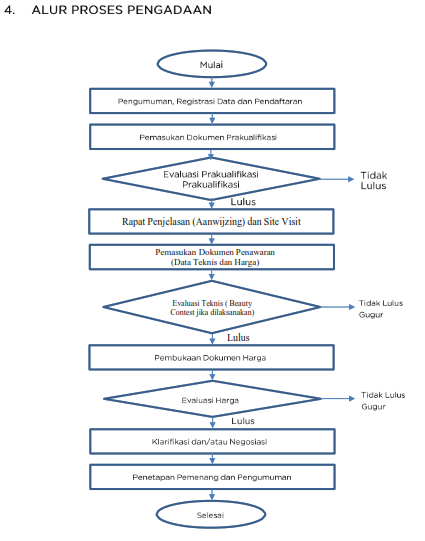 4. ALUR PROSES PENGADAAN
Mulai
Pengumuman, Registrasi Data dan Pendaftaran
Pemasukan Dokumen Prakualifikasi
Evaluasi Prakualifikasi
Prakualifikasi
Tidak
Lulus
Lulus
Rapat Penjelasan (Aanwijzing) dan Site Visit
Pemasukan Dokumen Penawaran
(Data Teknis dan Harga)
Evaluasi Teknis ( Beauty
Contest jika dilaksanakan)
Tidak Lulus
Gugur
Lulus
Pembukaan Dokumen Harga
Evaluasi Harga
Tidak Lulus
Gugur
Lulus
Klarifikasi dan/atau Negosiasi
Penetapan Pemenang dan Pengumuman
Selesai